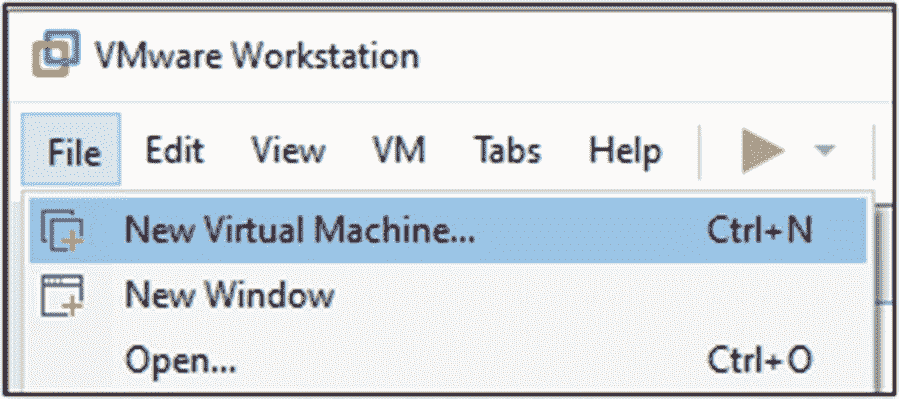 VMware Workstation
File Edit View VM Tabs Help
New Virtual Machine... Ctrl+N
New Window
Open... Ctrl+O